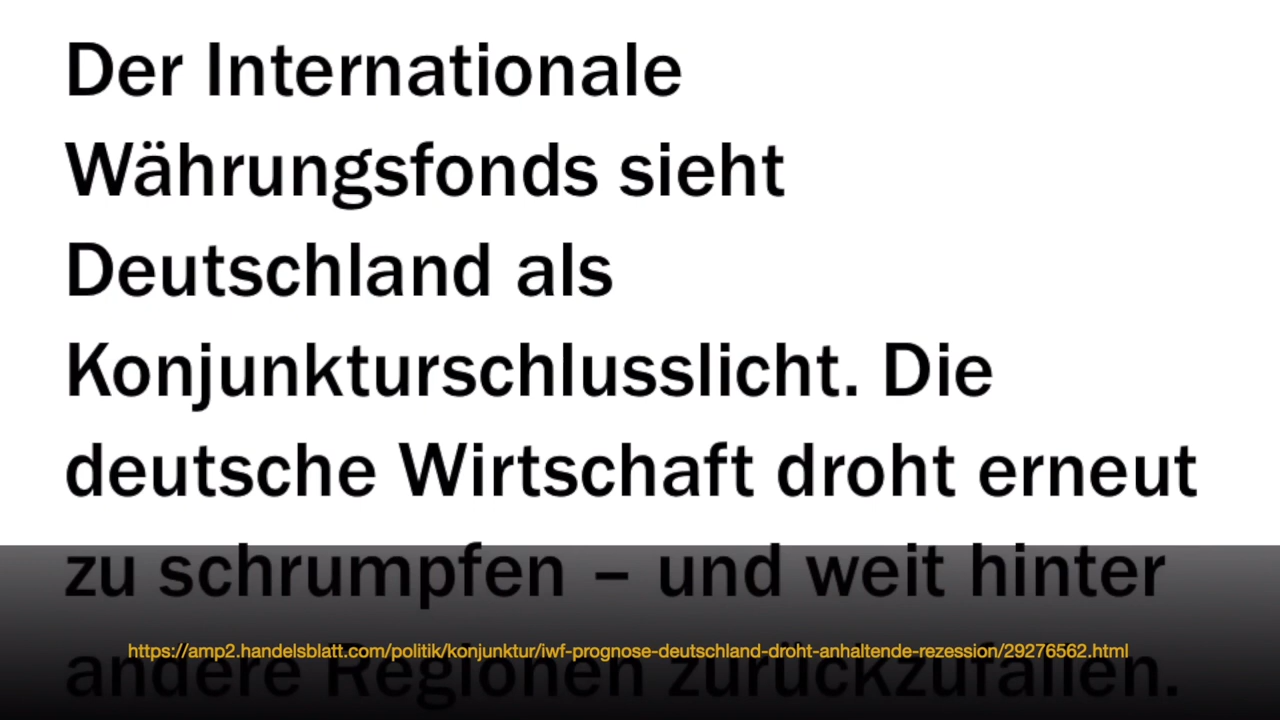 Der Internationale
Währungsfonds sieht
Deutschland als
Konjunkturschlusslicht. Die
deutsche Wirtschaft droht erneut
zu schrumpfen – und weit hinter
https://amp2.handelsblatt.com/politik/konjunktur/iwf-prognose-deutschland-droht-anhaltende-rezession/29276562.html
andere Regionen zurückzufallen.